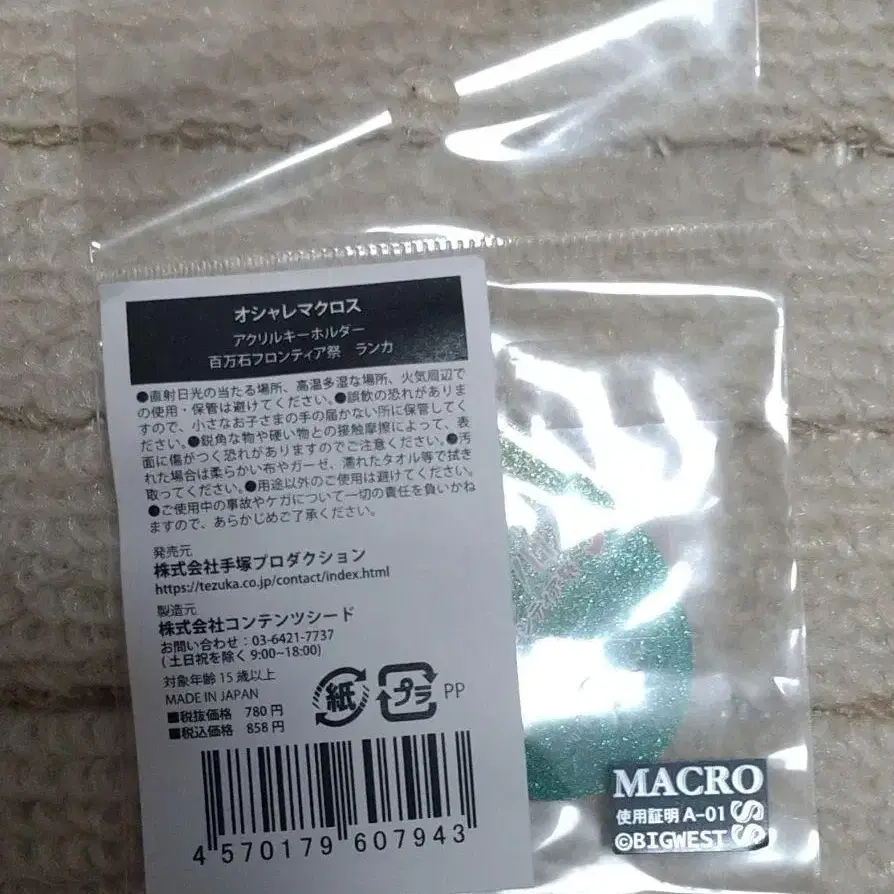 オシャレマクロス
アクリルキーホルダー
百万石フロンティア祭 ランカ
●直射日光の当たる場所、高温多湿な場所、火気周辺で
の使用・保管は避けてください。●誤飲の恐れがありま
すので、小さなお子さまの手の届かない所に保管してく
ださい。●鋭角な物や硬い物との接触摩擦によって、表
面に傷がつく恐れがありますのでご注意ください。●汚
れた場合は柔らかい布やガーゼ、濡れたタオル等で拭き
取ってください。●用途以外のご使用は避けてください。
●ご使用中の事故やケガについて一切の責任を負いかね
ますので、あらかじめご了承ください。
発売元
株式会社手塚プロダクション
https://tezuka.co.jp/contact/index.html
製造元
株式会社コンテンツシード
お問い合わせ：03-6421-7737
(土日祝を除く 9:00~18:00)
対象年齢 15 歳以上
MADE IN JAPAN
■税抜価格 780 円
■税込価格 858 円
紙
プラ
PP
4 570179 607943
MACROSS
使用証明 A-01
©BIGWEST